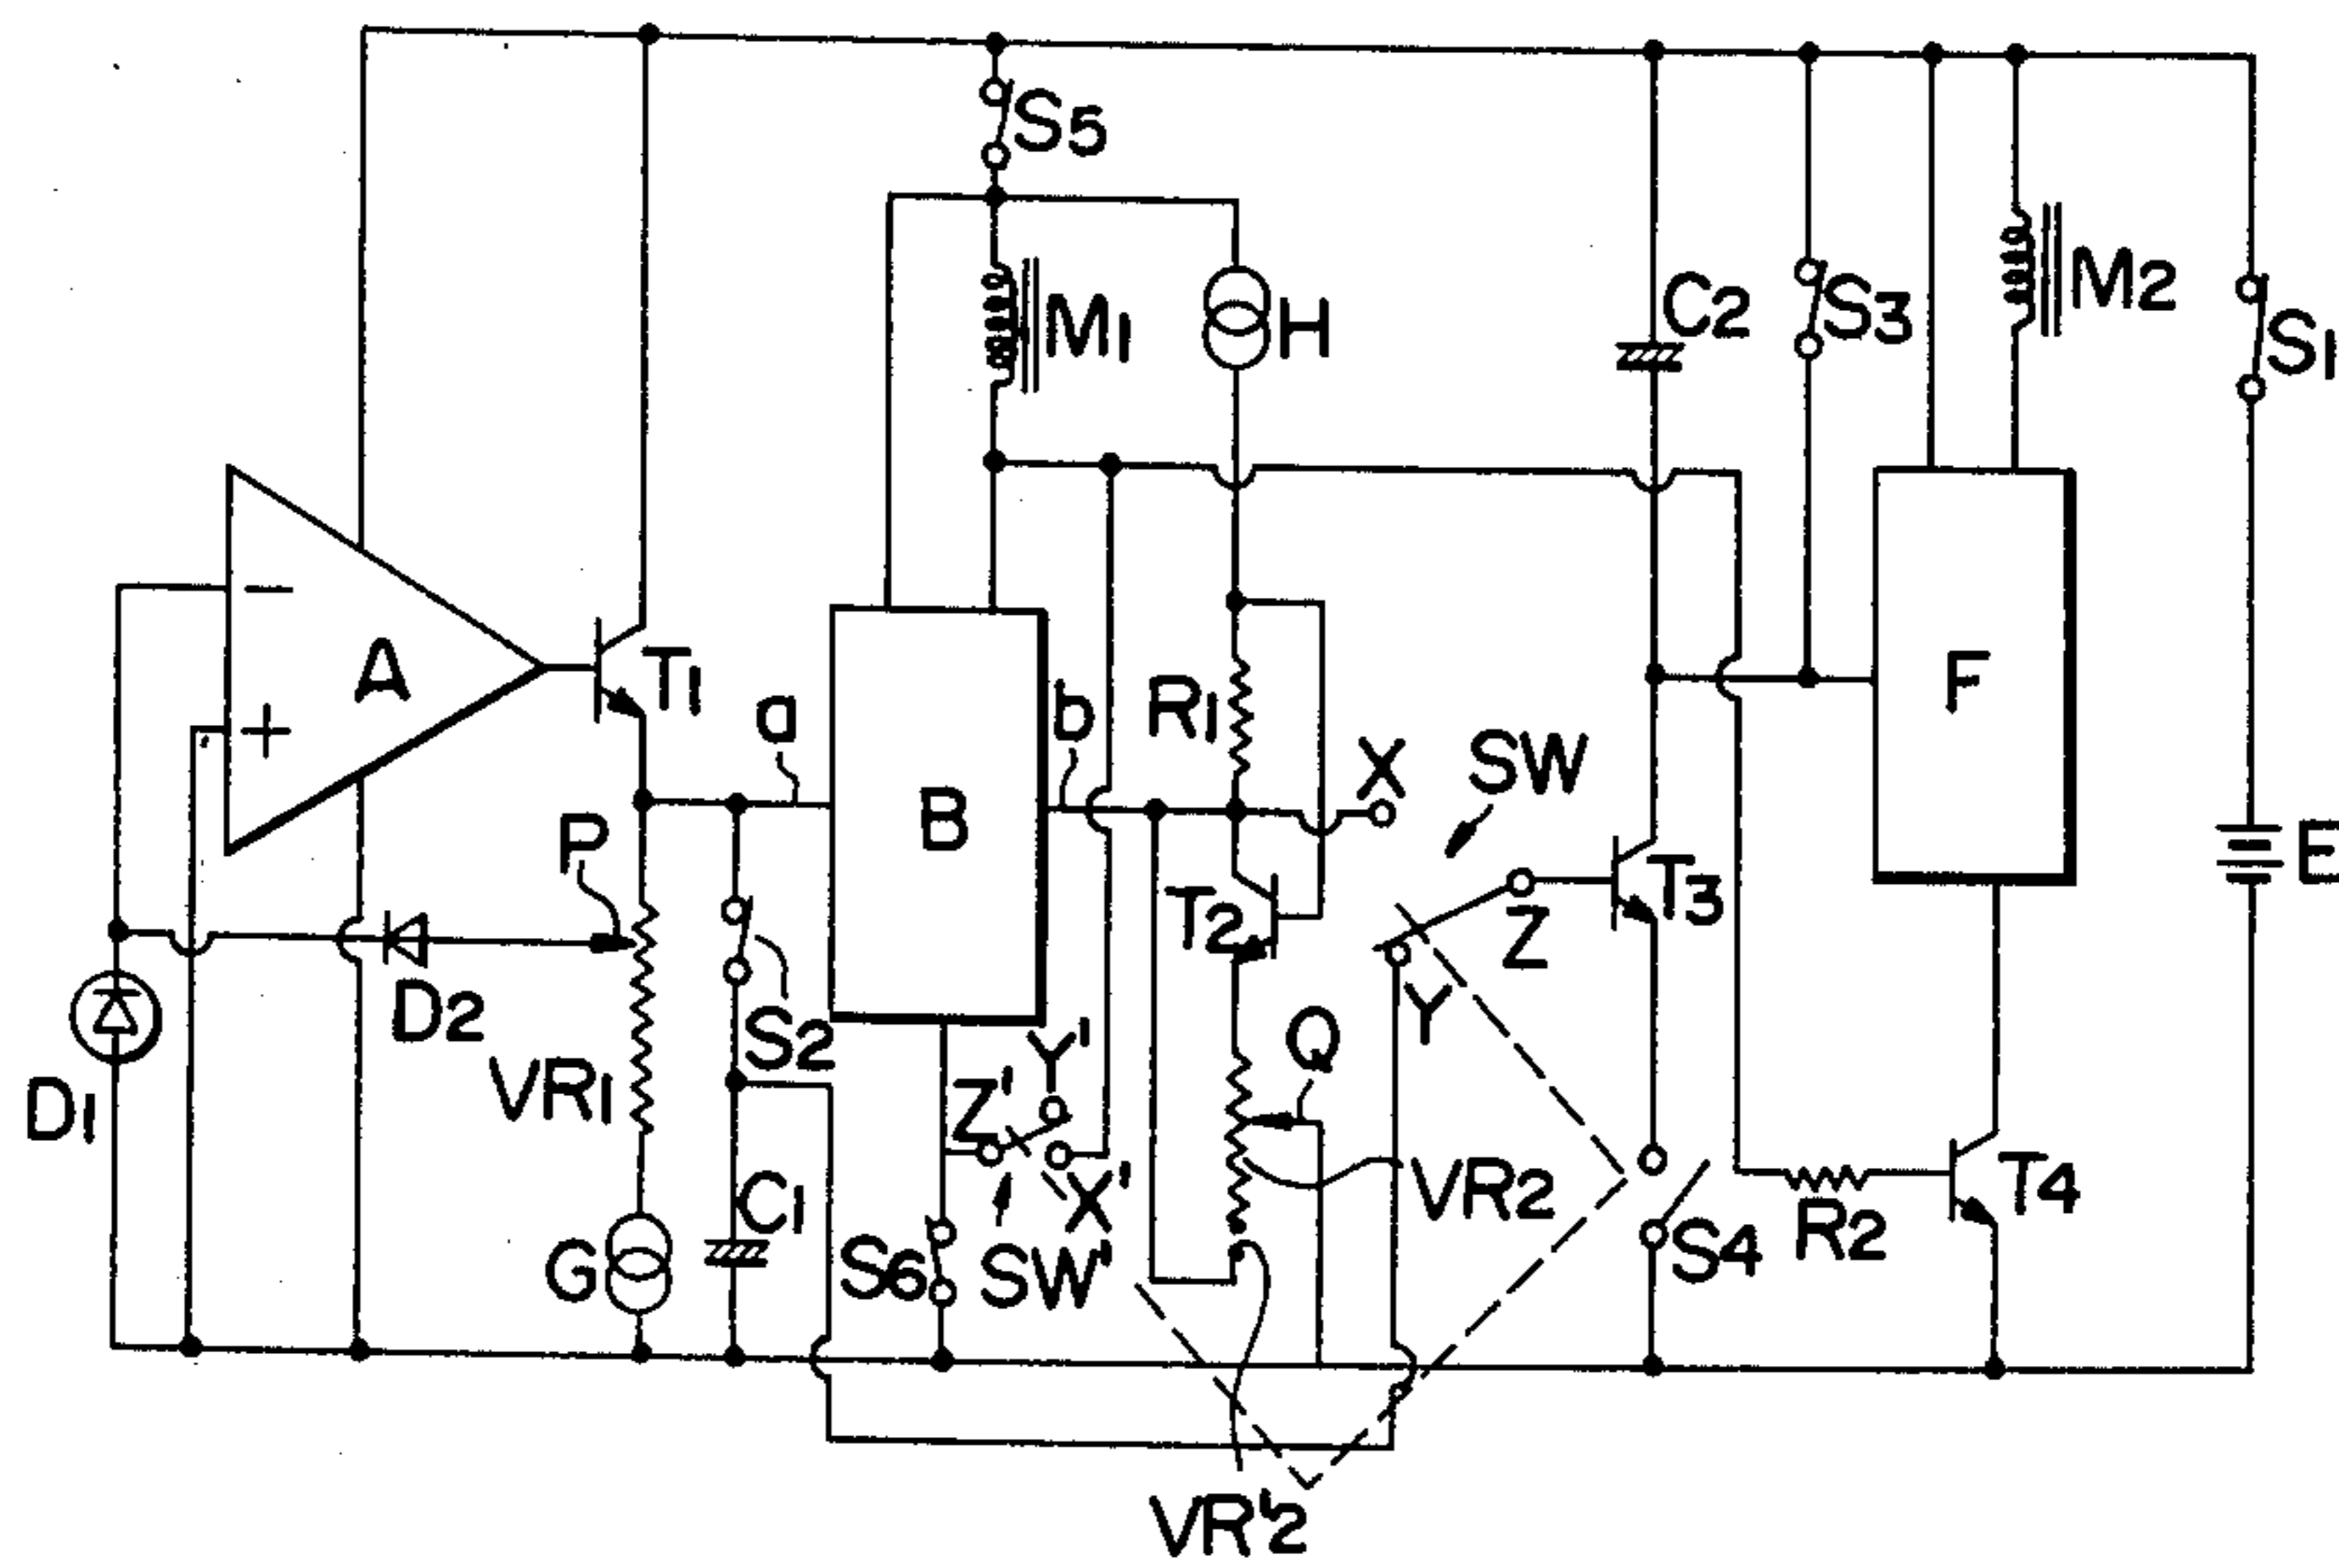 S5
M1
H
C2
S3
M2
S1
−
A
+
T1
a
B
b
R1
X
SW
F
E
P
T2
Z
T3
D2
S2
Y
D1
VR1
Y'
Q
Z'
C1
X'
VR2
T4
G
S6
SW'
S4
R2
VR'2